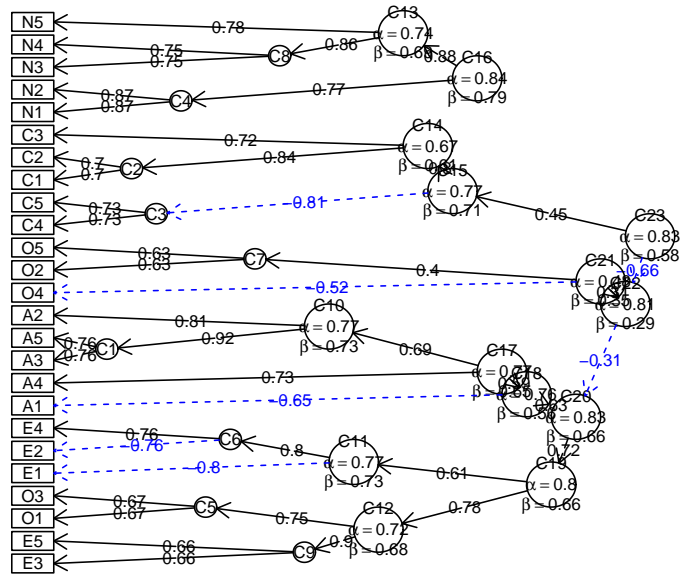 N5
N4
N3
N2
N1
C3
C2
C1
C5
C4
O5
O2
O4
A2
A5
A3
A4
A1
E4
E2
E1
O3
O1
E5
E3
0.78
0.75
0.75
C8
0.86
C13
α = 0.74
0.88
C16
α = 0.84
β = 0.79
0.87
0.87
C4
0.77
0.72
C14
α = 0.67
0.7
0.7
C2
0.84
α = 0.77
β = 0.71
0.73
0.73
C3
−0.81
0.45
C23
α = 0.83
β = 0.58
0.63
0.63
C7
0.4
C21
−0.66
−0.52
α = 0.81
β = 0.29
0.81
C10
α = 0.77
β = 0.73
0.76
0.76
C1
0.92
0.69
−0.31
0.73
C17
−0.65
C20
α = 0.83
β = 0.66
0.76
−0.76
C6
0.8
−0.8
C11
α = 0.77
β = 0.73
0.61
0.72
C19
α = 0.8
β = 0.66
0.67
0.67
C5
0.75
C12
α = 0.72
β = 0.68
0.78
0.66
0.66
C9
0.9